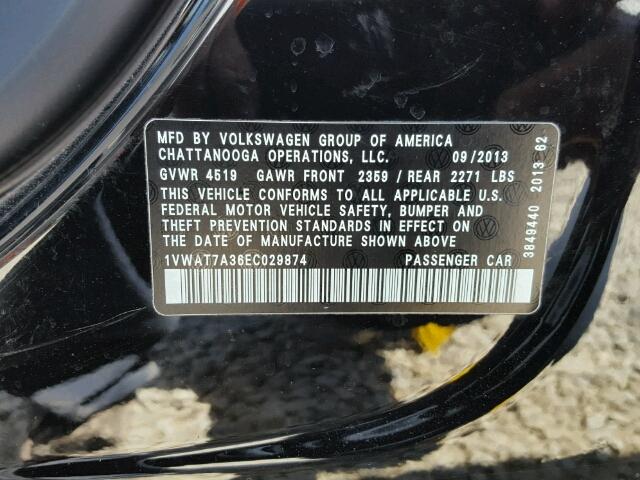 MFD BY VOLKSWAGEN GROUP OF AMERICA
CHATTANOOGA OPERATIONS, LLC. 09/2013
GVWR 4519 GAWR FRONT 2359 / REAR 2271 LBS
THIS VEHICLE CONFORMS TO ALL APPLICABLE U.S.
FEDERAL MOTOR VEHICLE SAFETY, BUMPER AND
THEFT PREVENTION STANDARDS IN EFFECT ON
THE DATE OF MANUFACTURE SHOWN ABOVE
1VWAT7A36EC029874 PASSENGER CAR
3849440 2013 62